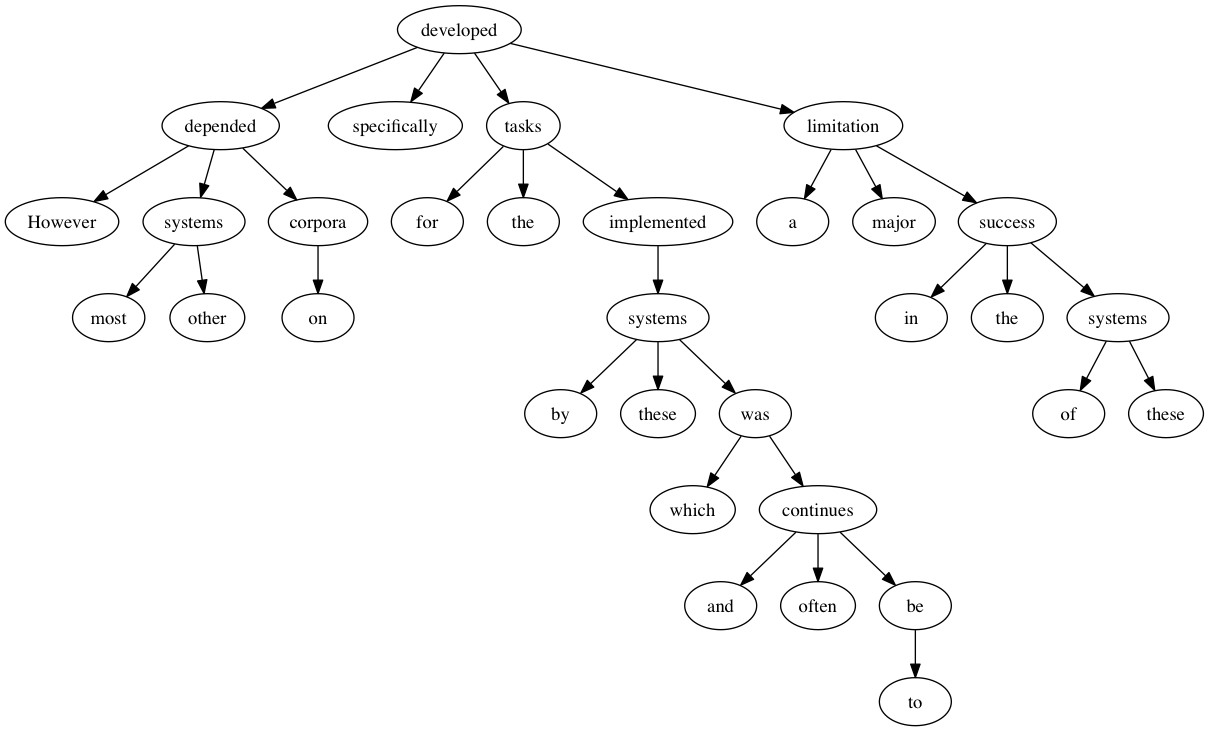 developed
depended specifically tasks limitation
However systems corpora for the implemented a major success
most other on systems in the systems
by these was of these
which continues
and often be
to